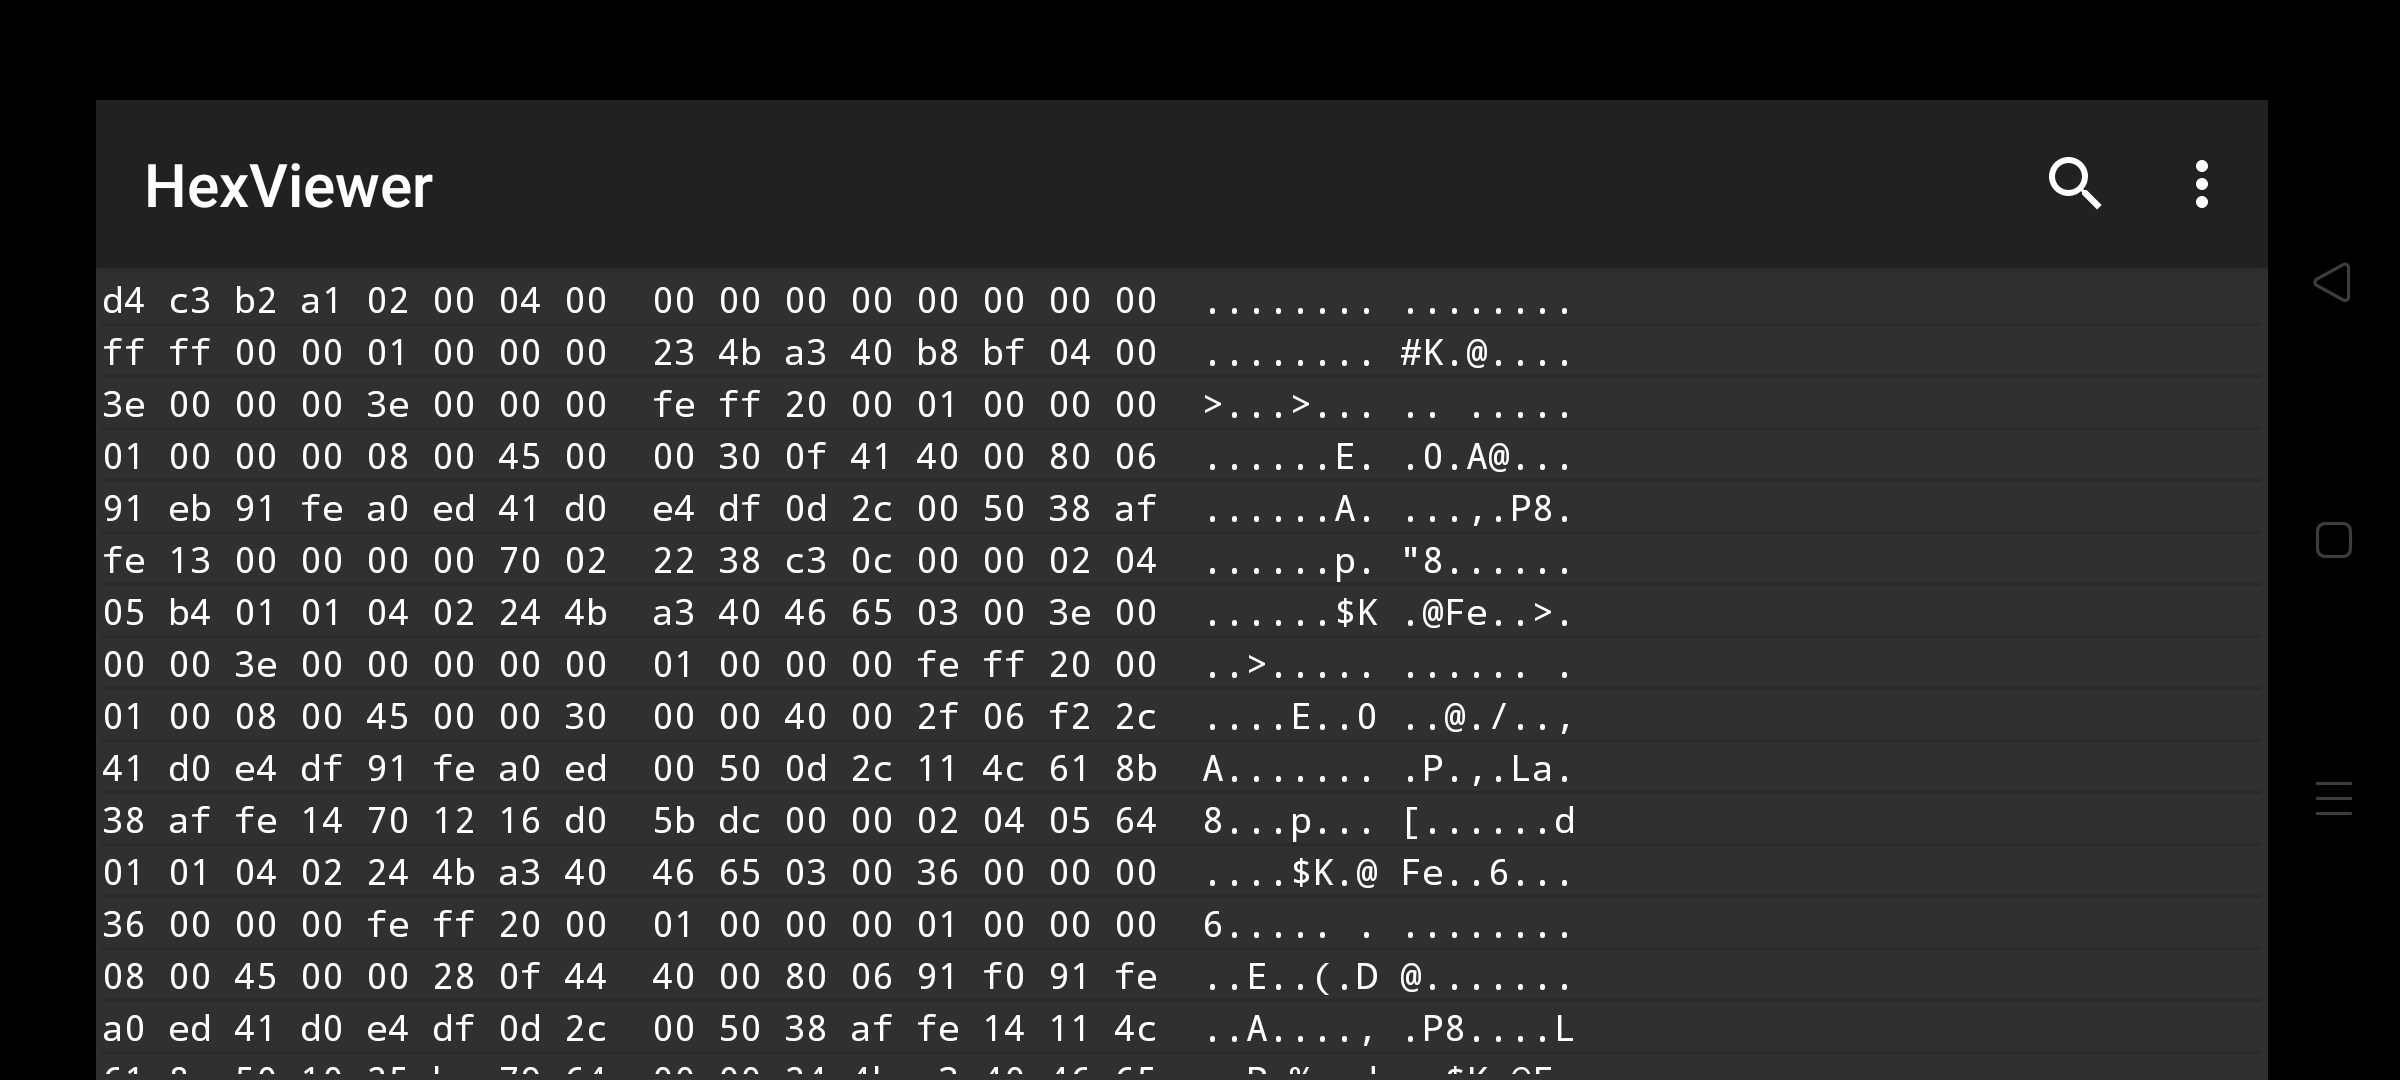 HexViewer
d4 c3 b2 a1 02 00 04 00  00 00 00 00 00 00 00 00  ........ ........
ff ff 00 00 01 00 00 00  23 4b a3 40 b8 bf 04 00  ........ #K.@....
3e 00 00 00 3e 00 00 00  fe ff 20 00 01 00 00 00  >...>... .. .....
01 00 00 00 08 00 45 00  00 30 0f 41 40 00 80 06  ......E. .0.A@...
91 eb 91 fe a0 ed 41 d0  e4 df 0d 2c 00 50 38 af  ......A. ...,.P8.
fe 13 00 00 00 00 70 02  22 38 c3 0c 00 00 02 04  ......p. "8......
05 b4 01 01 04 02 24 4b  a3 40 46 65 03 00 3e 00  ......$K .@Fe..>.
00 00 3e 00 00 00 00 00  01 00 00 00 fe ff 20 00  ..>..... ...... .
01 00 08 00 45 00 00 30  00 00 40 00 2f 06 f2 2c  ....E..0 ..@./..,
41 d0 e4 df 91 fe a0 ed  00 50 0d 2c 11 4c 61 8b  A....... .P.,.La.
38 af fe 14 70 12 16 d0  5b dc 00 00 02 04 05 64  8...p... [......d
01 01 04 02 24 4b a3 40  46 65 03 00 36 00 00 00  ....$K.@ Fe..6...
36 00 00 00 fe ff 20 00  01 00 00 00 01 00 00 00  6..... . ........
08 00 45 00 00 28 0f 44  40 00 80 06 91 f0 91 fe  ..E..(.D @.......
a0 ed 41 d0 e4 df 0d 2c  00 50 38 af fe 14 11 4c  ..A...., .P8....L